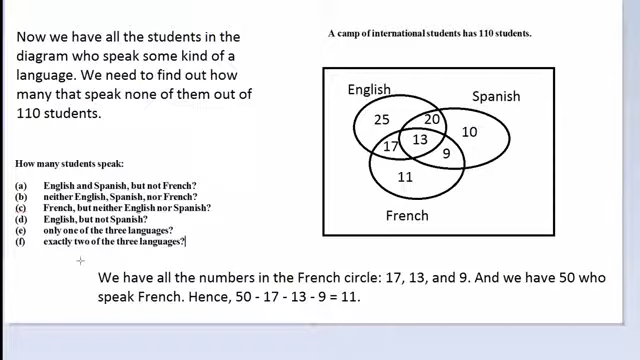 Now we have all the students in the
diagram who speak some kind of a
language. We need to find out how
many that speak none of them out of
110 students.
A camp of international students has 110 students.
English
Spanish
25
20
10
13
17
9
11
French
How many students speak:
(a) English and Spanish, but not French?
(b) neither English, Spanish, nor French?
(c) French, but neither English nor Spanish?
(d) English, but not Spanish?
(e) only one of the three languages?
(f) exactly two of the three languages?
We have all the numbers in the French circle: 17, 13, and 9. And we have 50 who
speak French. Hence, 50 - 17 - 13 - 9 = 11.